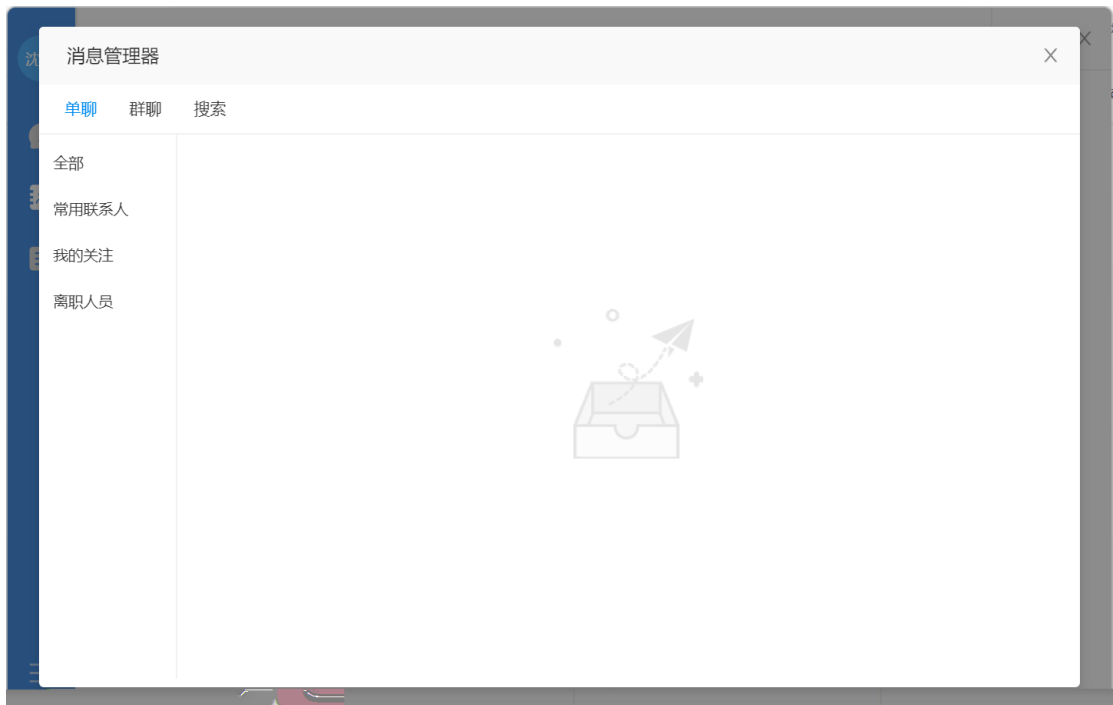 消息管理器
沈
单聊 群聊 搜索
全部
常用联系人
我的关注
离职人员